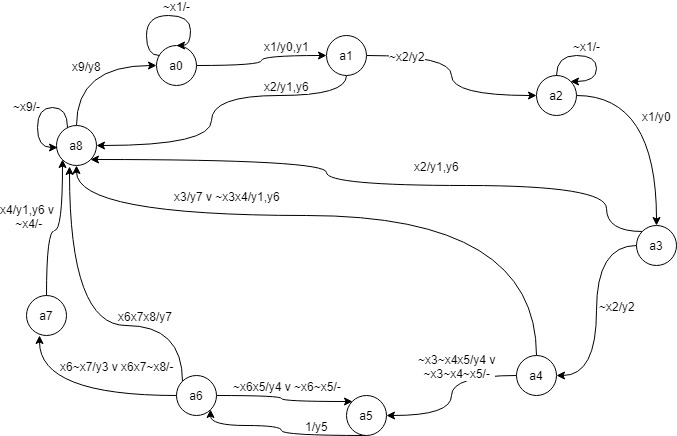 ~x1/-
x1/y0,y1
a0
a1
~x2/y2
~x1/-
x9/y8
x2/y1,y6
a2
~x9/-
x1/y0
a8
x2/y1,y6
x3/y7 v ~x3x4/y1,y6
x4/y1,y6 v
~x4/-
a3
a7
x6x7x8/y7
~x2/y2
x6~x7/y3 v x6x7~x8/-
~x3~x4x5/y4 v
~x3~x4~x5/-
a4
~x6x5/y4 v ~x6~x5/-
a6
a5
1/y5